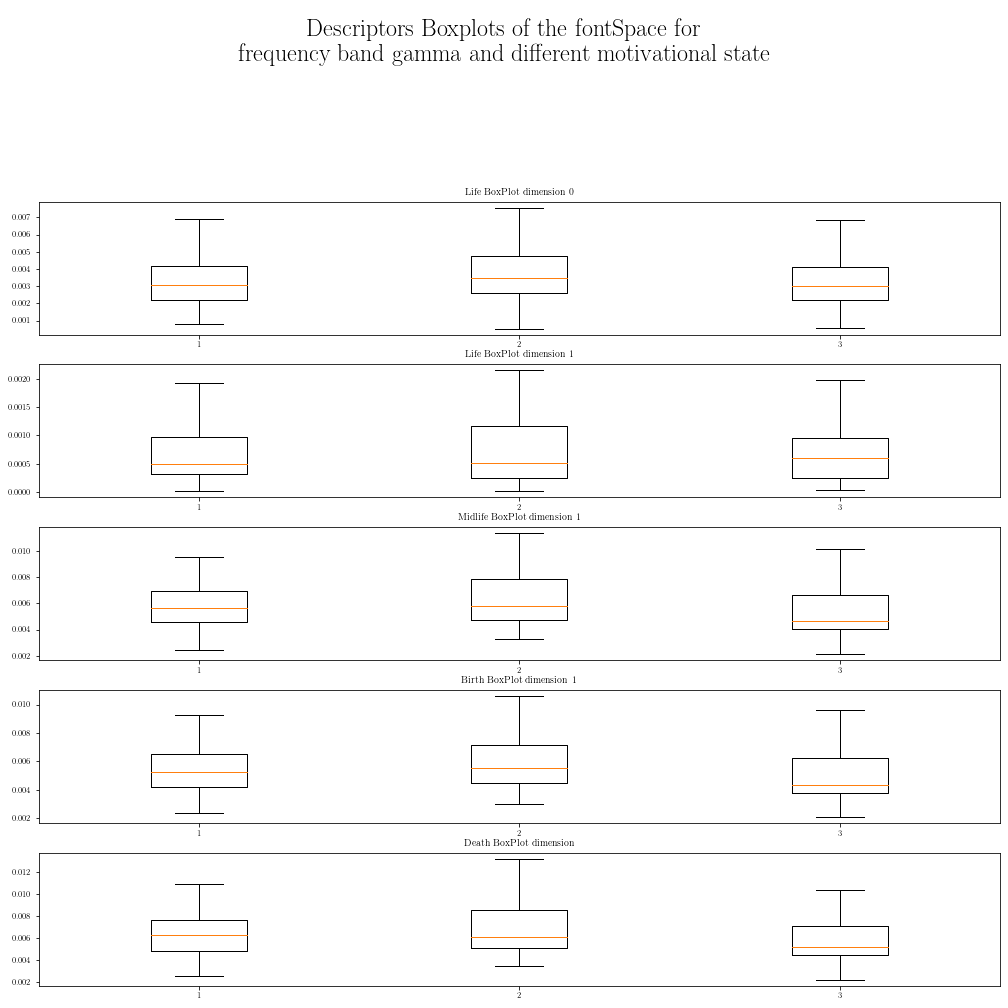 Descriptors Boxplots of the fontSpace for
frequency band gamma and different motivational state
Life BoxPlot dimension 0
0.007
0.006
0.005
0.004
0.003
0.002
0.001
1 2 3
Life BoxPlot dimension 1
0.0020
0.0015
0.0010
0.0005
0.0000
1 2 3
Midlife BoxPlot dimension 1
0.010
0.008
0.006
0.004
0.002
1 2 3
Birth BoxPlot dimension 1
0.010
0.008
0.006
0.004
0.002
1 2 3
Death BoxPlot dimension
0.012
0.010
0.008
0.006
0.004
0.002
1 2 3